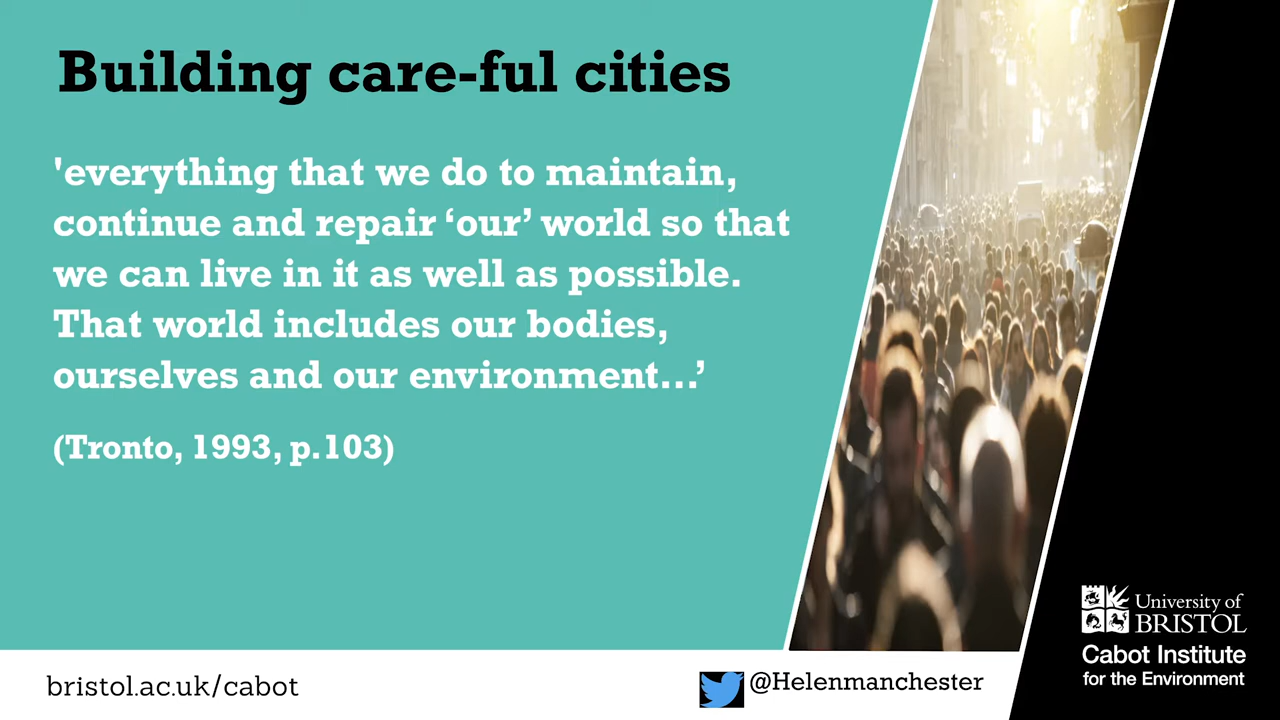 Building care-ful cities
'everything that we do to maintain,
continue and repair ‘our’ world so that
we can live in it as well as possible.
That world includes our bodies,
ourselves and our environment...’
(Tronto, 1993, p.103)
University of
BRISTOL
Cabot Institute
for the Environment
bristol.ac.uk/cabot
@Helenmanchester